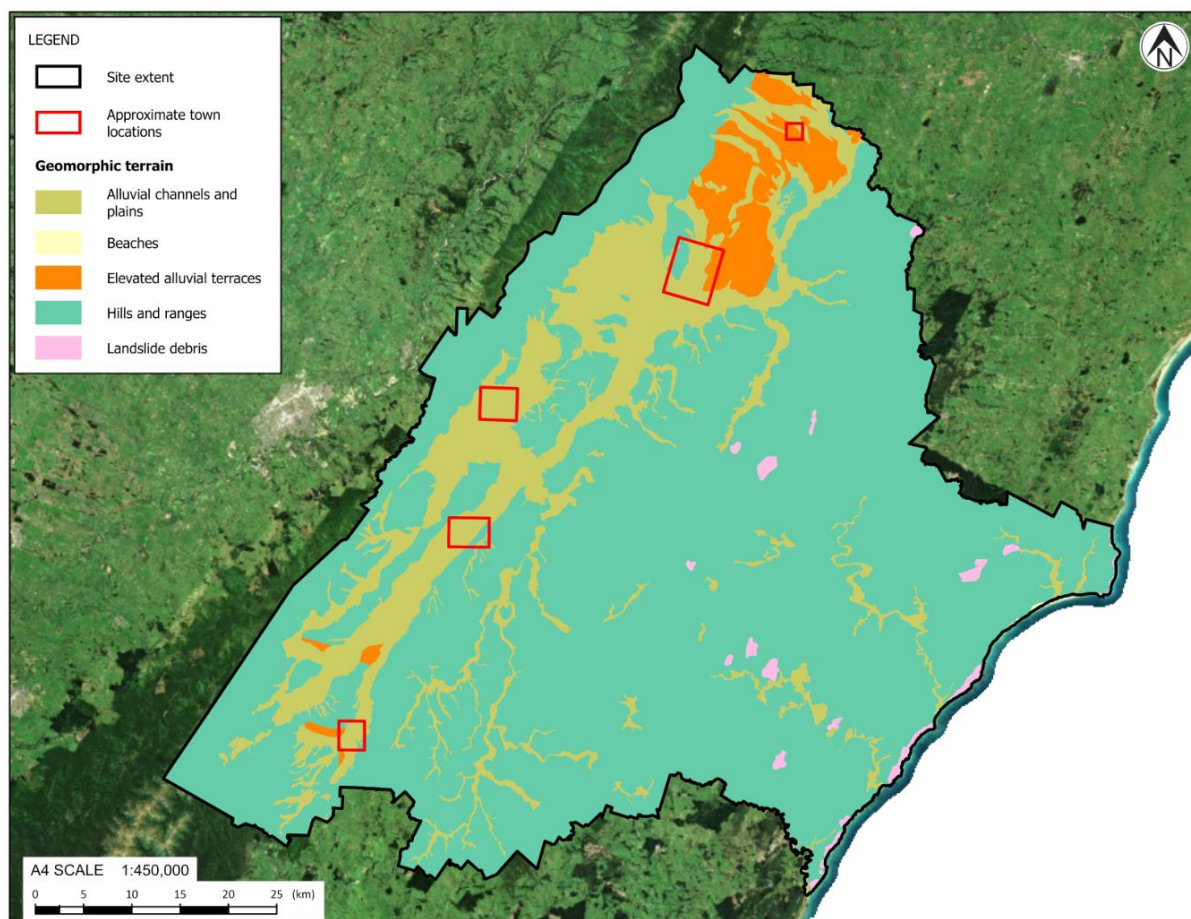 LEGEND
Site extent
Approximate town
locations
Geomorphic terrain
Alluvial channels and
plains
Beaches
Elevated alluvial terraces
Hills and ranges
Landslide debris
N
A4 SCALE 1:450,000
0 5 10 15 20 25 (km)